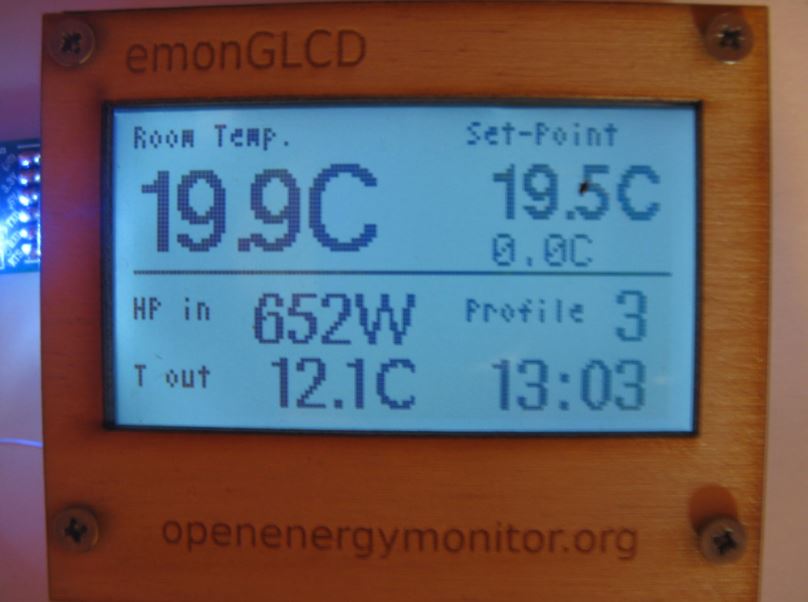 emonGLCD
Room Temp. Set-Point
19.9C 19.5C
0.0C
HP in 652W Profile 3
T out 12.1C 13:03
openenergymonitor.org